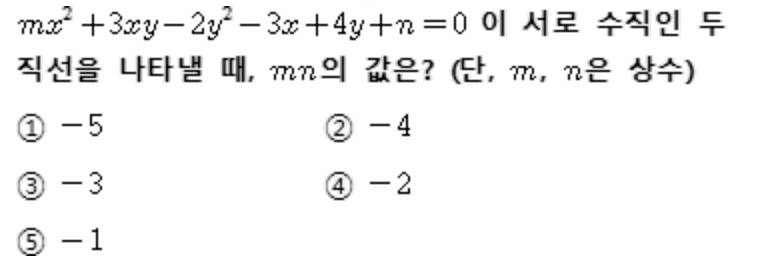 mx²+3xy−2y²−3x+4y+n=0 이 서로 수직인 두
직선을 나타낼 때, mn의 값은? (단, m, n은 상수)
① −5 ② −4
③ −3 ④ −2
⑤ −1